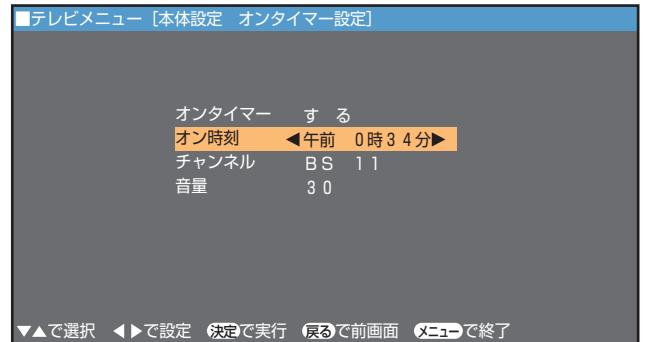 ■テレビメニュー [本体設定　オンタイマー設定]
オンタイマー　す　る
オン時刻　◀午前　0時34分▶
チャンネル　BS　11
音量　30
▼▲で選択　◀▶で設定　決定で実行　戻るで前画面　メニューで終了